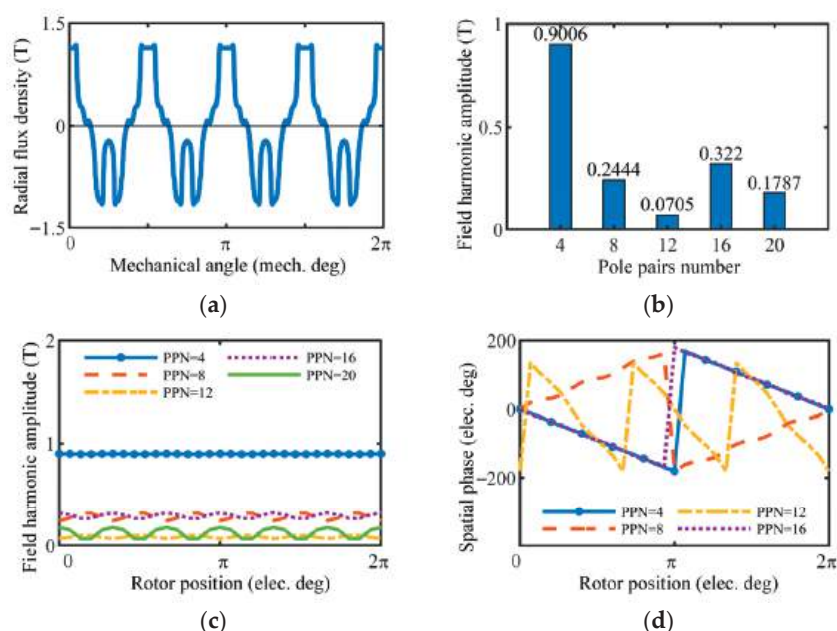 1.5
0
−1.5
Radial flux density (T)
0
π
2π
Mechanical angle (mech. deg)
(a)
1
0.5
0
Field harmonic amplitude (T)
0.9006
0.2444
0.0705
0.322
0.1787
4
8
12
16
20
Pole pairs number
(b)
2
1
0
Field harmonic amplitude (T)
PPN=4
PPN=16
PPN=8
PPN=20
PPN=12
0
π
2π
Rotor position (elec. deg)
(c)
200
0
−200
Spatial phase (elec. deg)
PPN=4
PPN=12
PPN=8
PPN=16
0
π
2π
Rotor position (elec. deg)
(d)